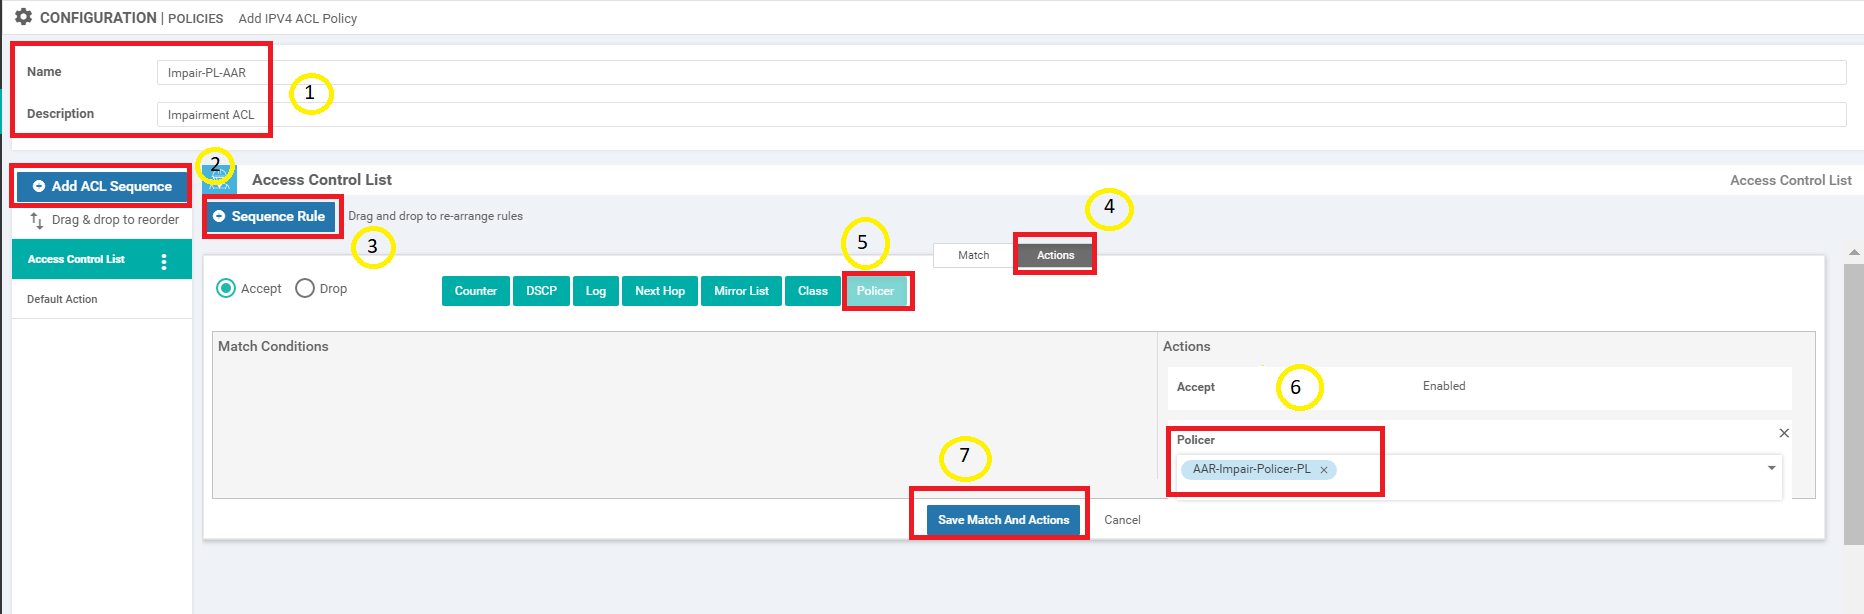 CONFIGURATION | POLICIES Add IPV4 ACL Policy
Name Impair-PL-AAR
1
Description Impairment ACL
2
Add ACL Sequence Access Control List Access Control List
Sequence Rule Drag and drop to re-arrange rules 4
Drag & drop to reorder
3 5
Access Control List Match Actions
Default Action
Accept Drop Counter DSCP Log Next Hop Mirror List Class Policer
Match Conditions Actions
Accept 6 Enabled
Policer
7
AAR-Impair-Policer-PL
Save Match And Actions Cancel